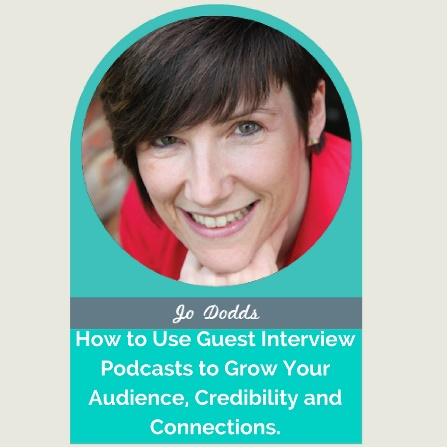 Jo Dodds
How to Use Guest Interview
Podcasts to Grow Your
Audience, Credibility and
Connections.